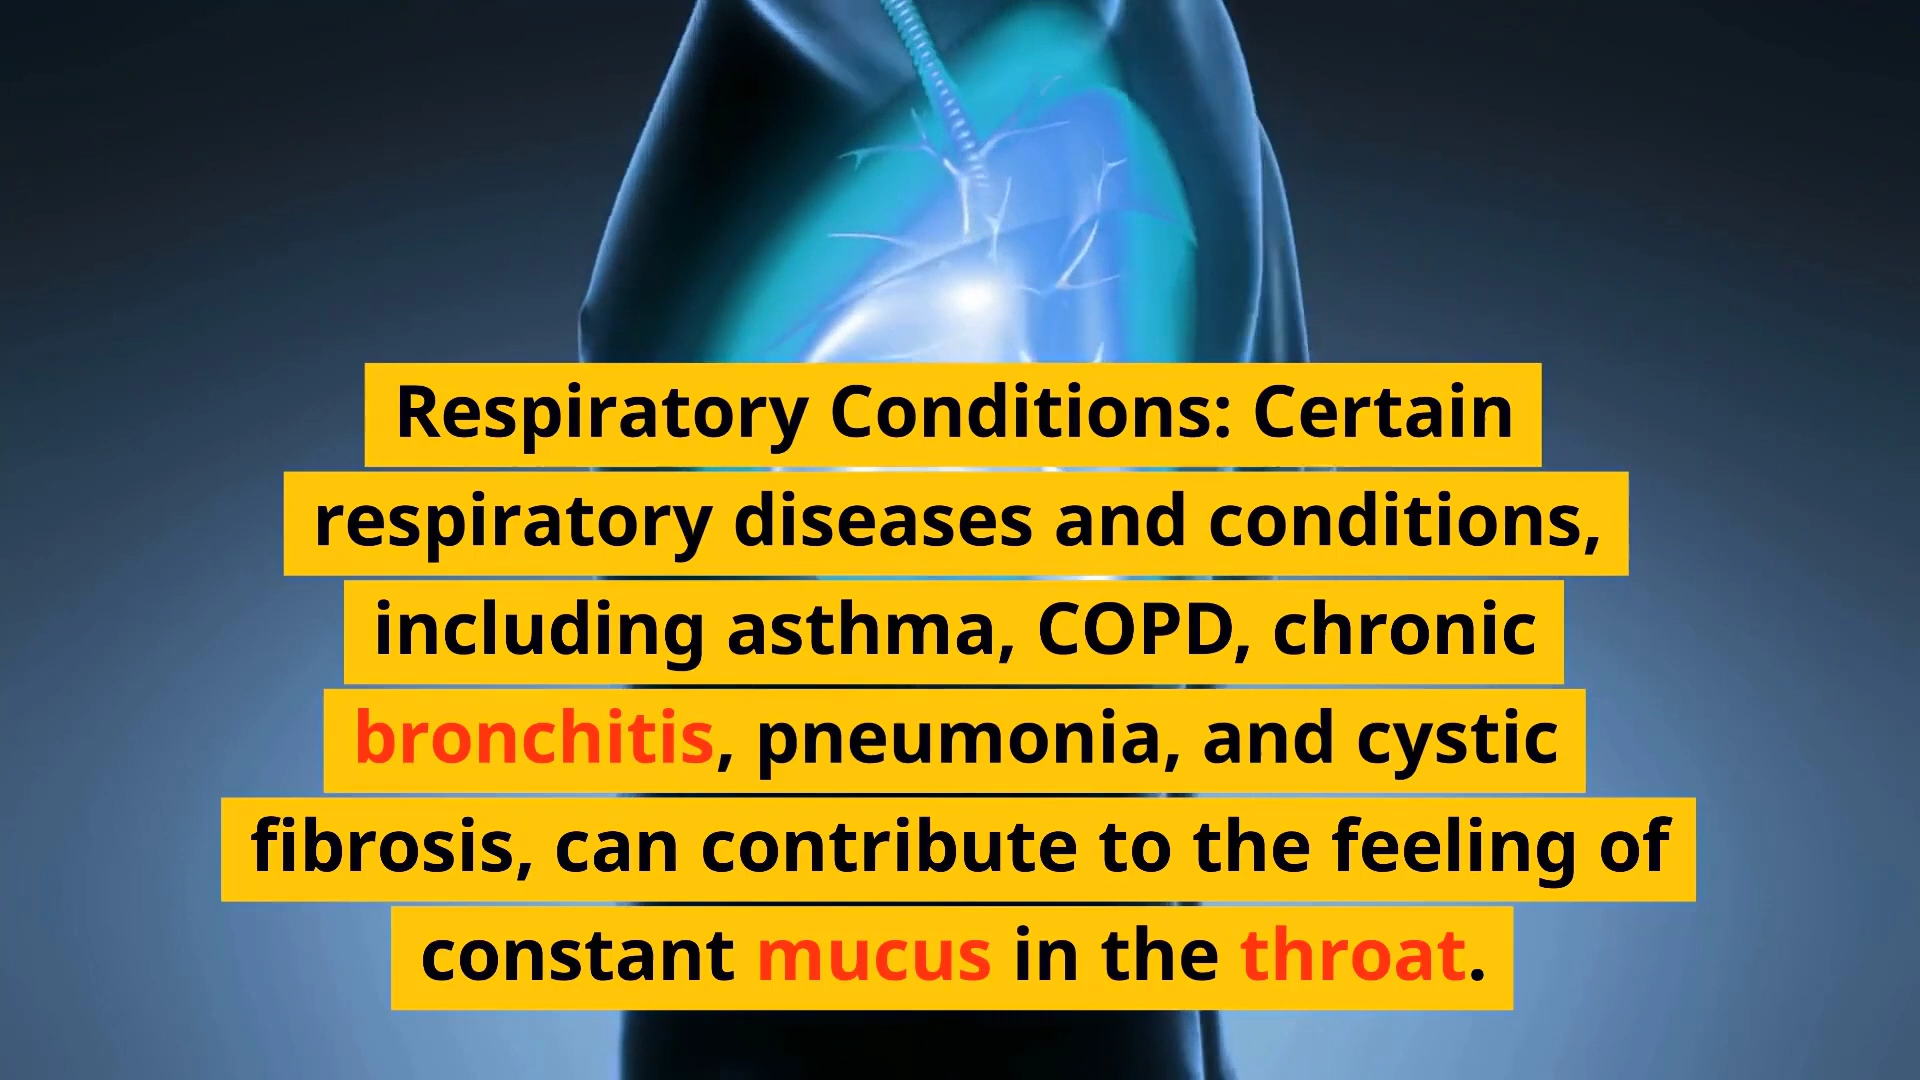 Respiratory Conditions: Certain
respiratory diseases and conditions,
including asthma, COPD, chronic
bronchitis, pneumonia, and cystic
fibrosis, can contribute to the feeling of
constant mucus in the throat.